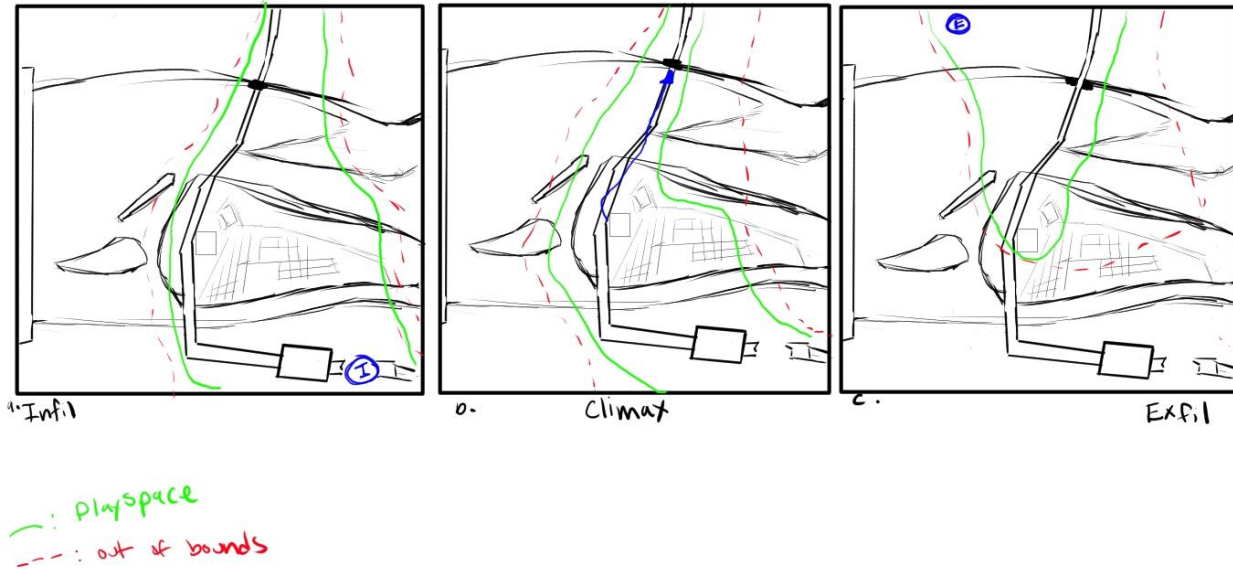 E
I
a. Infil
b. Climax
c. Exfil
: Playspace
: out of bounds